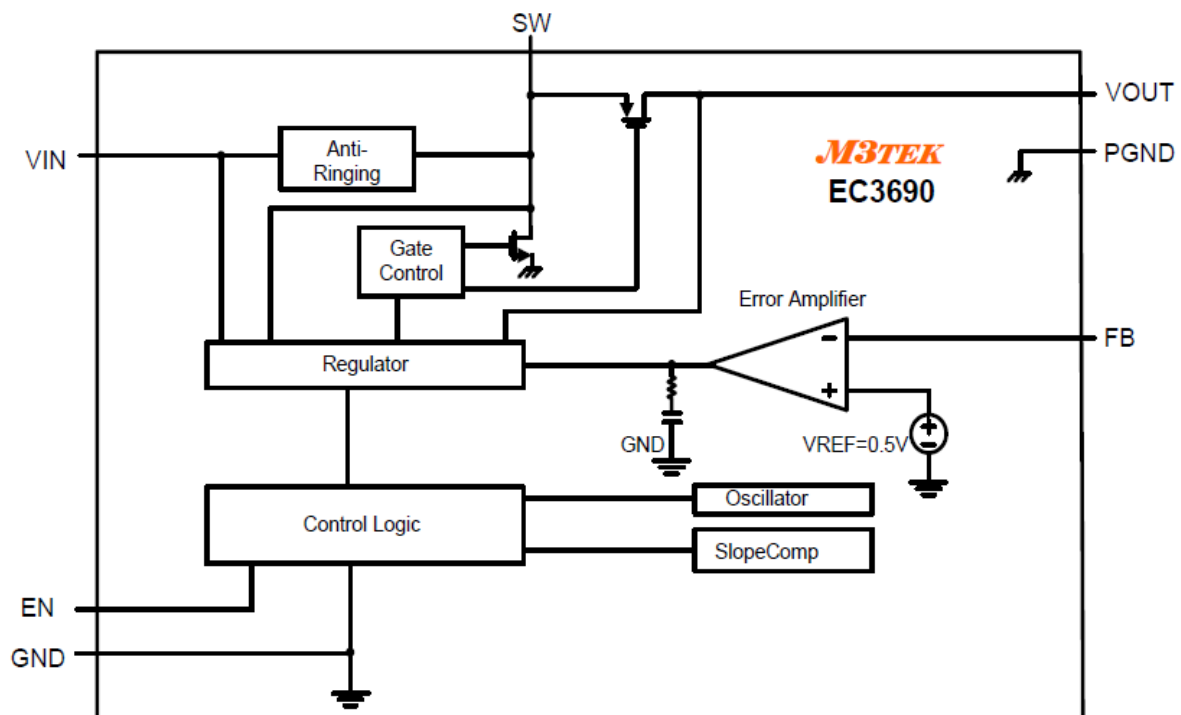 SW
VOUT
VIN
Anti-
Ringing
M3TEK
PGND
EC3690
Gate
Control
Error Amplifier
-
FB
Regulator
+
GND
VREF=0.5V
+
-
Control Logic
Oscillator
SlopeComp
EN
GND